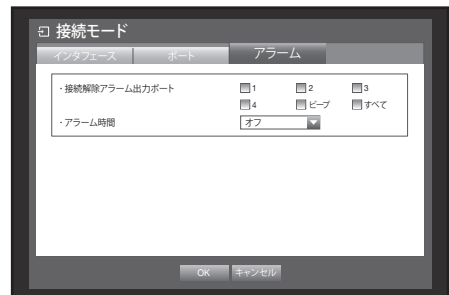 接続モード
インタフェース ポート アラーム
・接続解除アラーム出力ポート 1 2 3
4 ビープ すべて
・アラーム時間 オフ
OK キャンセル